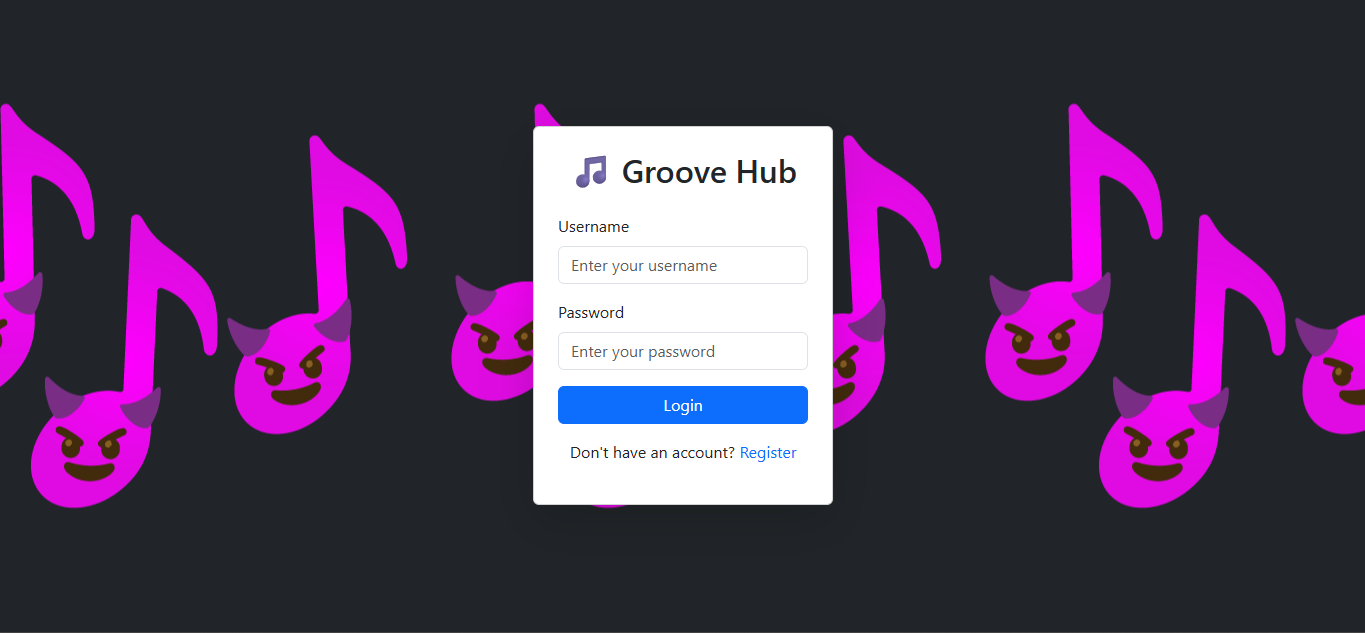 Groove Hub
Username
Enter your username
Password
Enter your password
Login
Don't have an account? Register